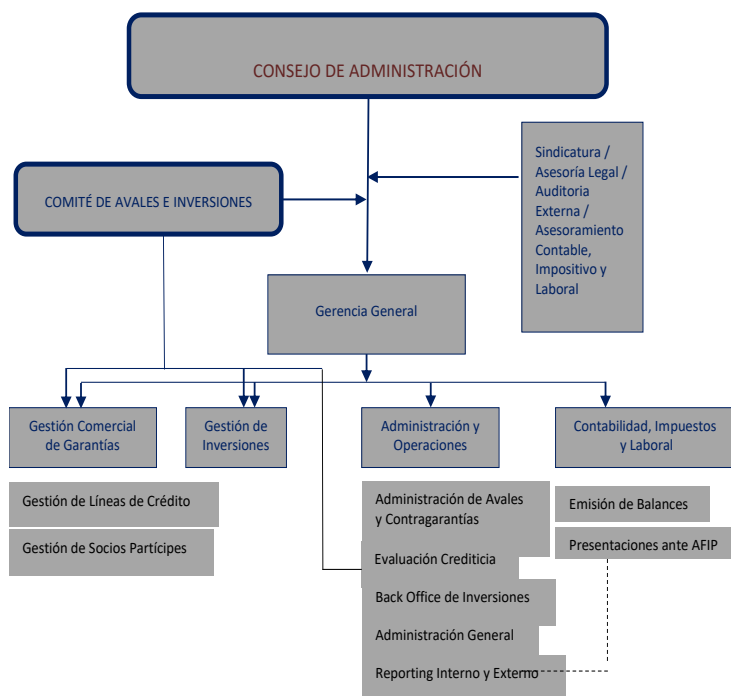 CONSEJO DE ADMINISTRACIÓN
Sindicatura /
Asesoría Legal /
Auditoria
Externa /
Asesoramiento
Contable,
Impositivo y
Laboral
COMITÉ DE AVALES E INVERSIONES
Gerencia General
Gestión Comercial
de Garantías
Gestión de
Inversiones
Administración y
Operaciones
Contabilidad, Impuestos
y Laboral
Gestión de Líneas de Crédito
Gestión de Socios Partícipes
Administración de Avales
y Contragarantías
Evaluación Crediticia
Back Office de Inversiones
Administración General
Reporting Interno y Externo
Emisión de Balances
Presentaciones ante AFIP